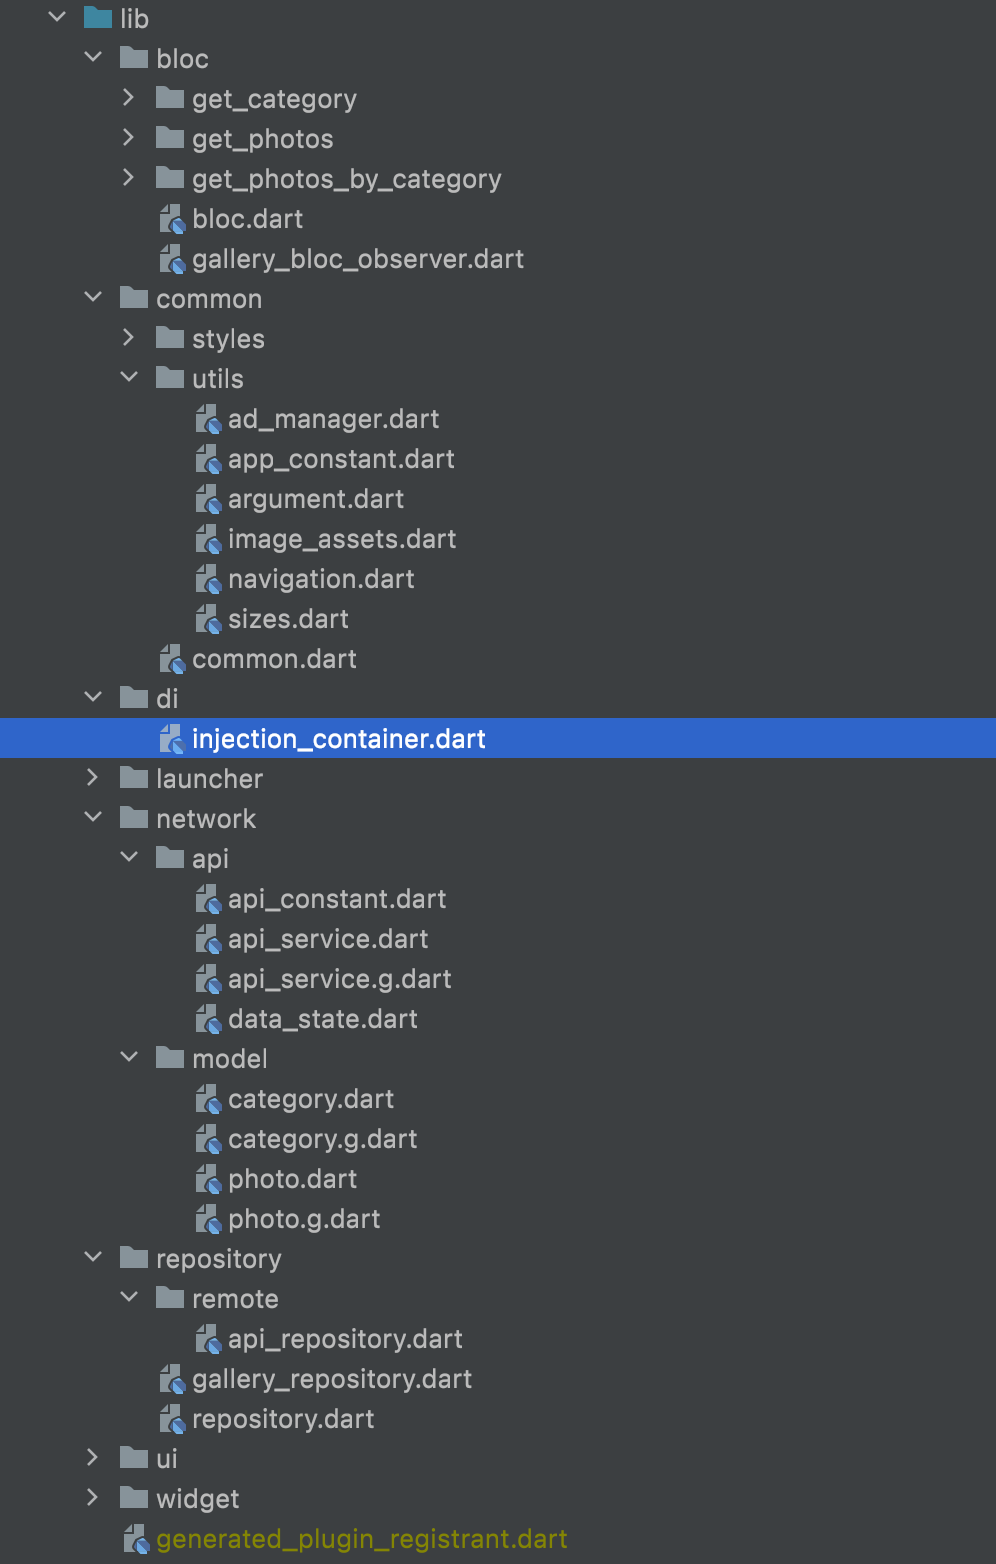 lib
bloc
get_category
get_photos
get_photos_by_category
bloc.dart
gallery_bloc_observer.dart
common
styles
utils
ad_manager.dart
app_constant.dart
argument.dart
image_assets.dart
navigation.dart
sizes.dart
common.dart
di
injection_container.dart
launcher
network
api
api_constant.dart
api_service.dart
api_service.g.dart
data_state.dart
model
category.dart
category.g.dart
photo.dart
photo.g.dart
repository
remote
api_repository.dart
gallery_repository.dart
repository.dart
ui
widget
generated_plugin_registrant.dart